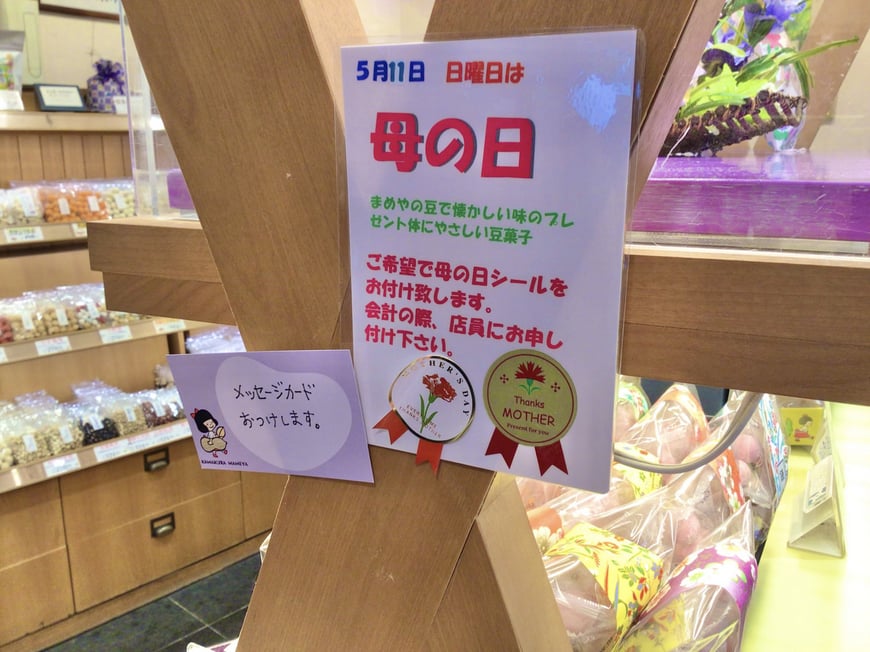 5月11日 日曜日は
母の日
まめやの豆で懐かしい味のプレ
ゼント体にやさしい豆菓子
ご希望で母の日シールを
お付け致します。
会計の際、店員にお申し
付け下さい。
MOTHER'S DAY
Thanks
MOTHER
Present for you
メッセージカード
おつけします。
KAMAKURA MAMEYA